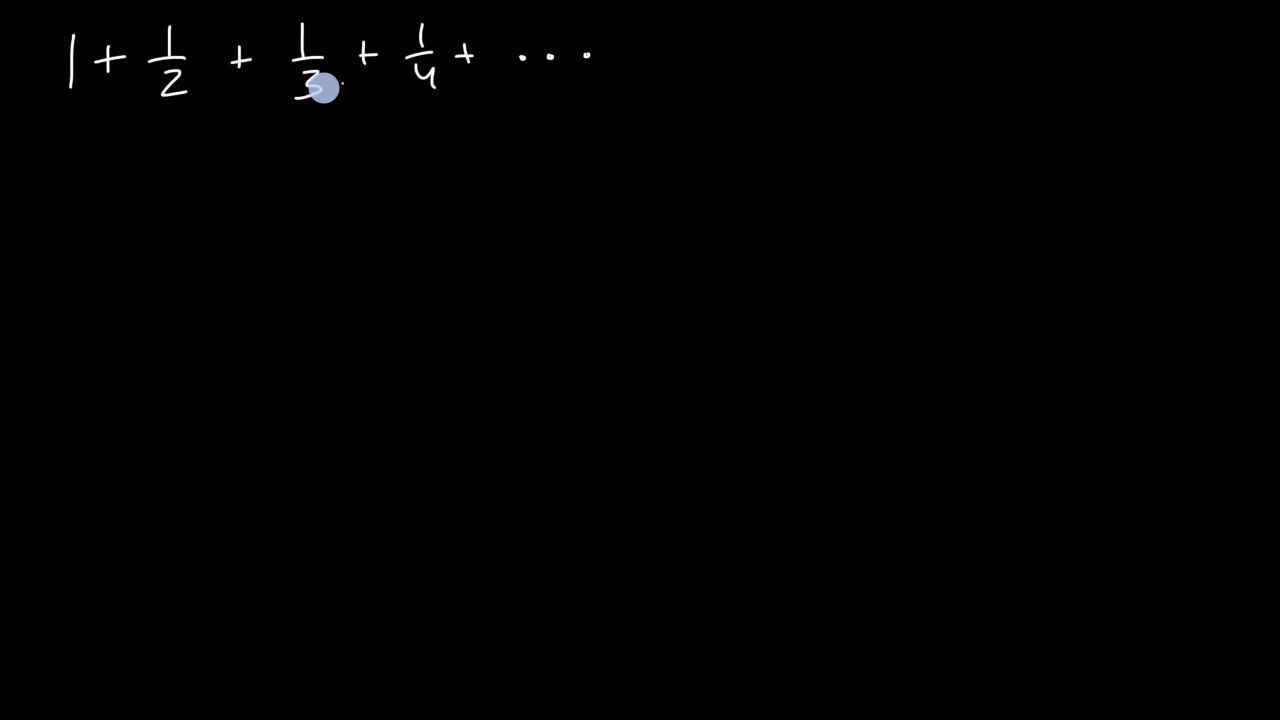 1 + 1/2 + 1/3 + 1/4 + ...